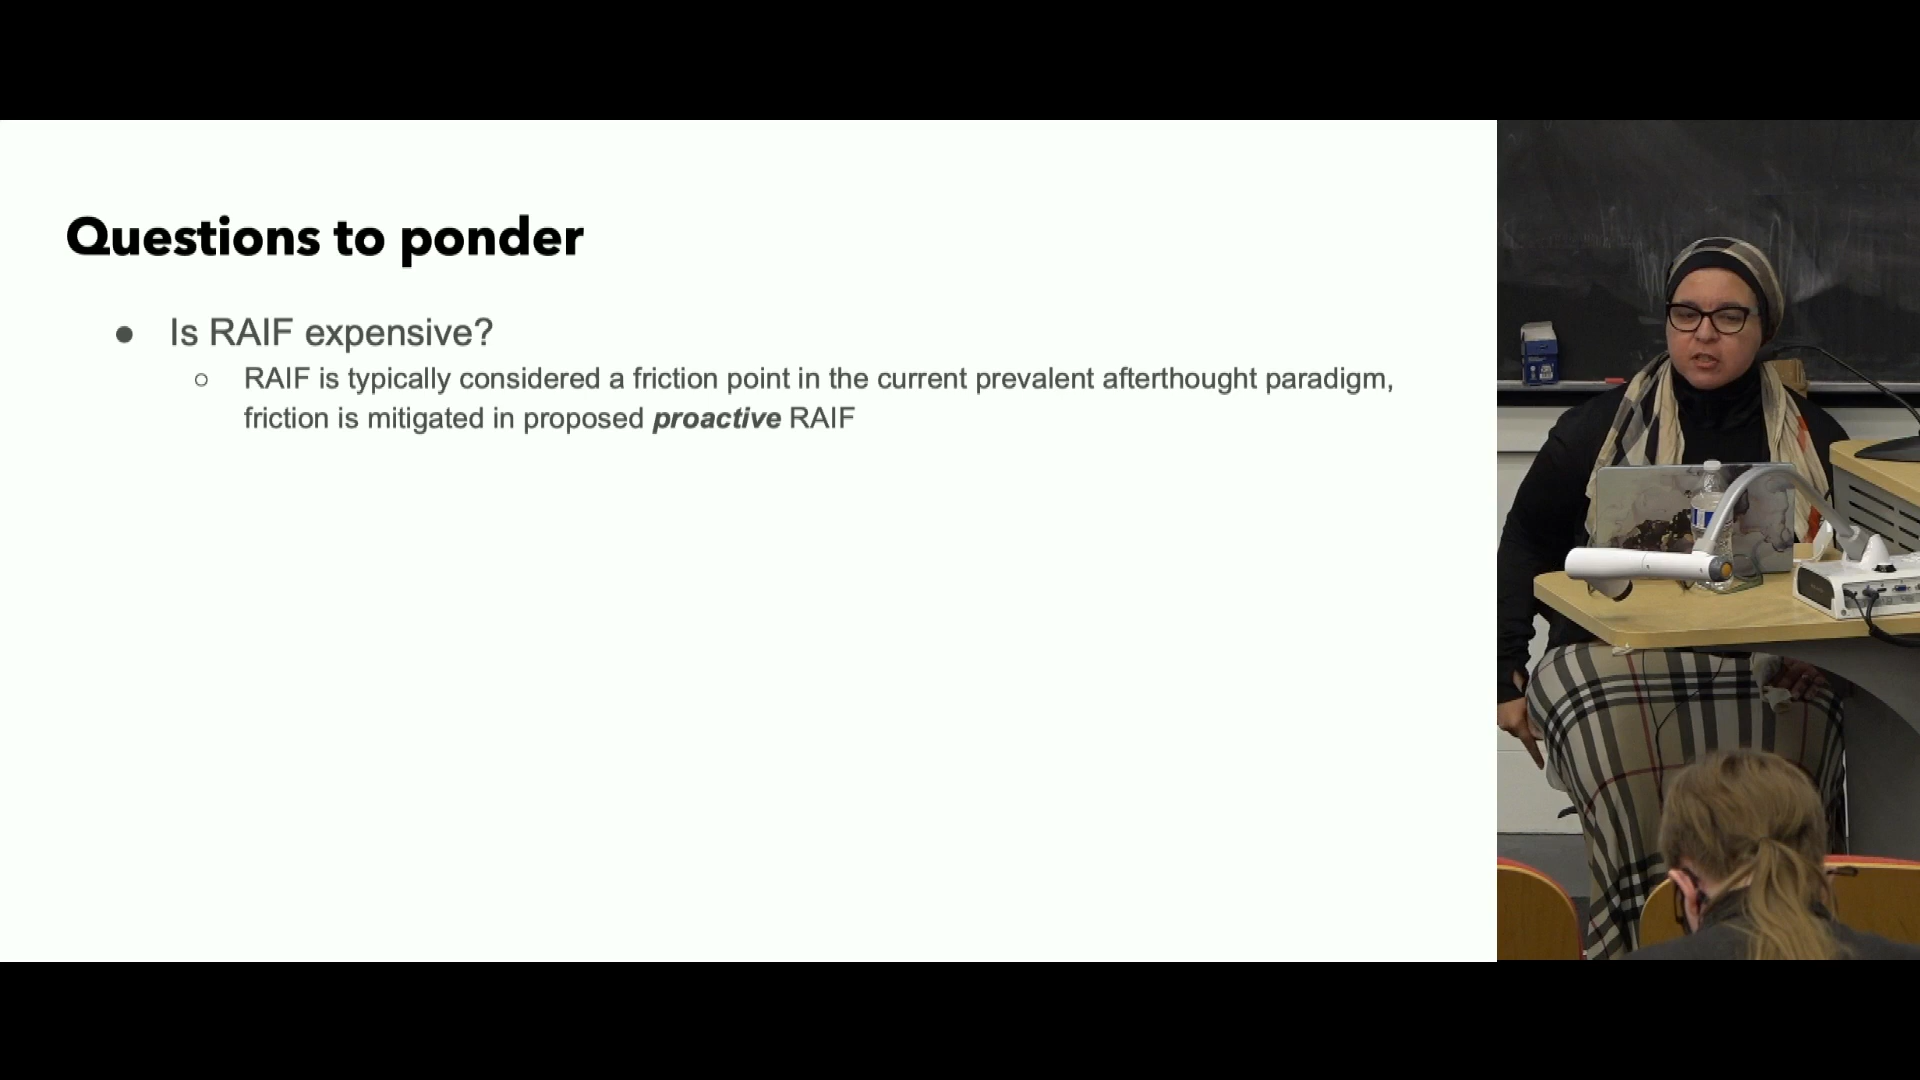 Questions to ponder
● Is RAIF expensive?
○ RAIF is typically considered a friction point in the current prevalent afterthought paradigm,
friction is mitigated in proposed proactive RAIF